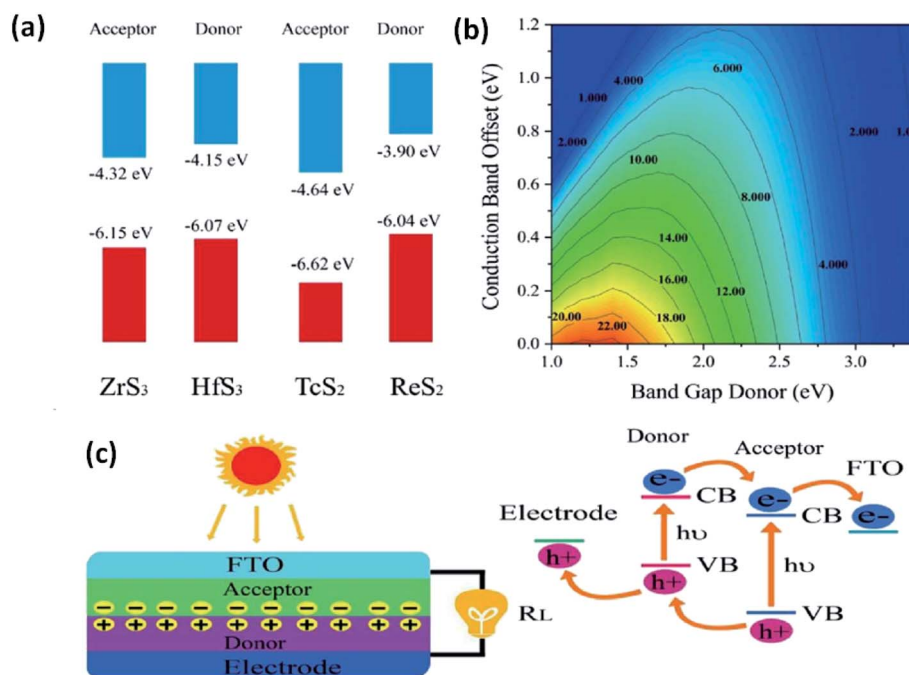 (a)
Acceptor Donor Acceptor Donor
-4.32 eV
-4.15 eV
-4.64 eV
-3.90 eV
-6.15 eV
-6.07 eV
-6.62 eV
-6.04 eV
ZrS3 HfS3 TcS2 ReS2
(b)
Conduction Band Offset (eV)
1.2
1.0
0.8
0.6
0.4
0.2
0.0
1.0 1.5 2.0 2.5 3.0
Band Gap Donor (eV)
1.000
4.000
6.000
2.000
2.000
1.0
10.00
8.000
14.00
4.000
16.00
12.00
20.00
18.00
22.00
(c)
FTO
Acceptor
− − − − − − − − − −
+ + + + + + + + + +
Donor
Electrode
RL
Donor
Acceptor
FTO
e-
CB
e-
CB
e-
Electrode
hυ
h+
VB
h+
hυ
VB
h+